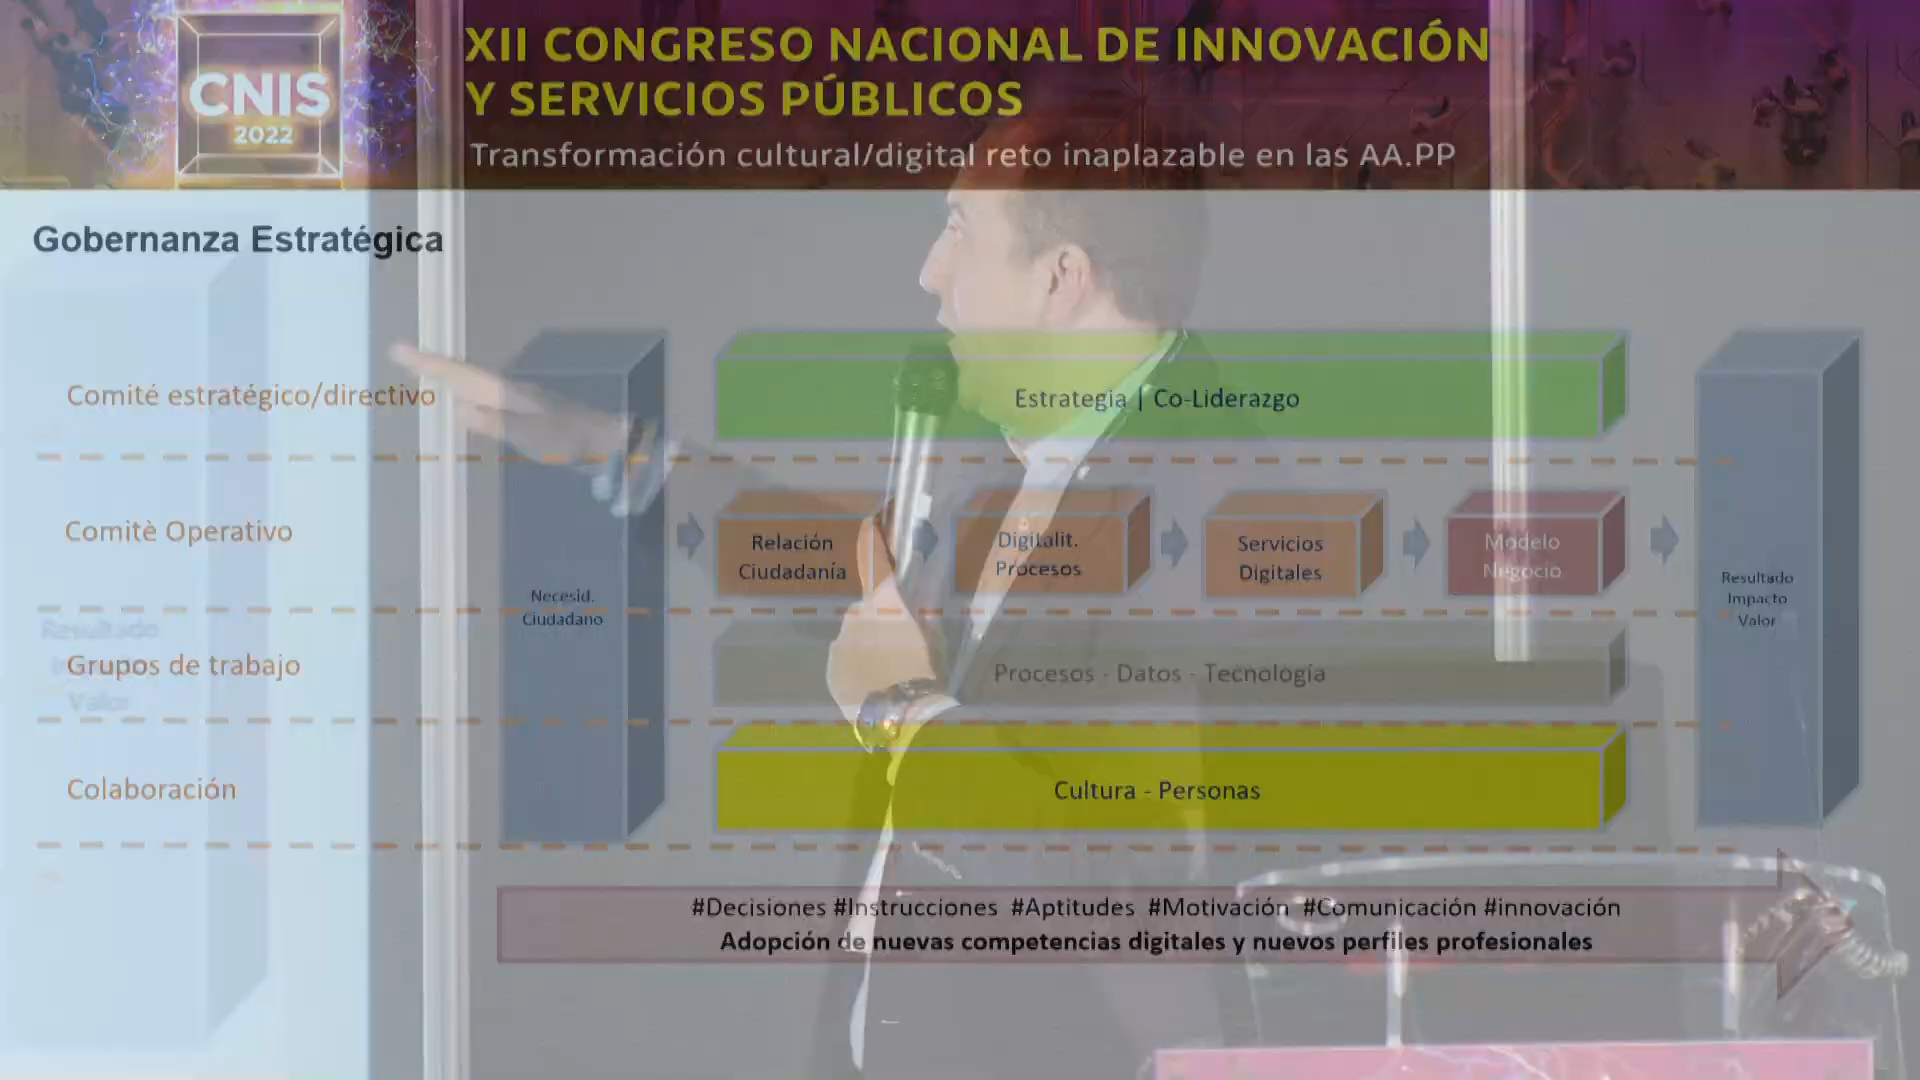 CNIS
2022
XII CONGRESO NACIONAL DE INNOVACIÓN
Y SERVICIOS PÚBLICOS
Transformación cultural/digital reto inaplazable en las AA.PP
Gobernanza Estratégica
Comité estratégico/directivo
Estrategia | Co-Liderazgo
Comitè Operativo
Relación
Ciudadanía
Digitalit.
Procesos
Servicios
Digitales
Modelo
Negocio
Necesid.
Ciudadano
Resultado
Impacto
Valor
Resultado
Valor
Grupos de trabajo
Procesos - Datos - Tecnología
Colaboración
Cultura - Personas
#Decisiones #Instrucciones #Aptitudes #Motivación #Comunicación #innovación
Adopción de nuevas competencias digitales y nuevos perfiles profesionales